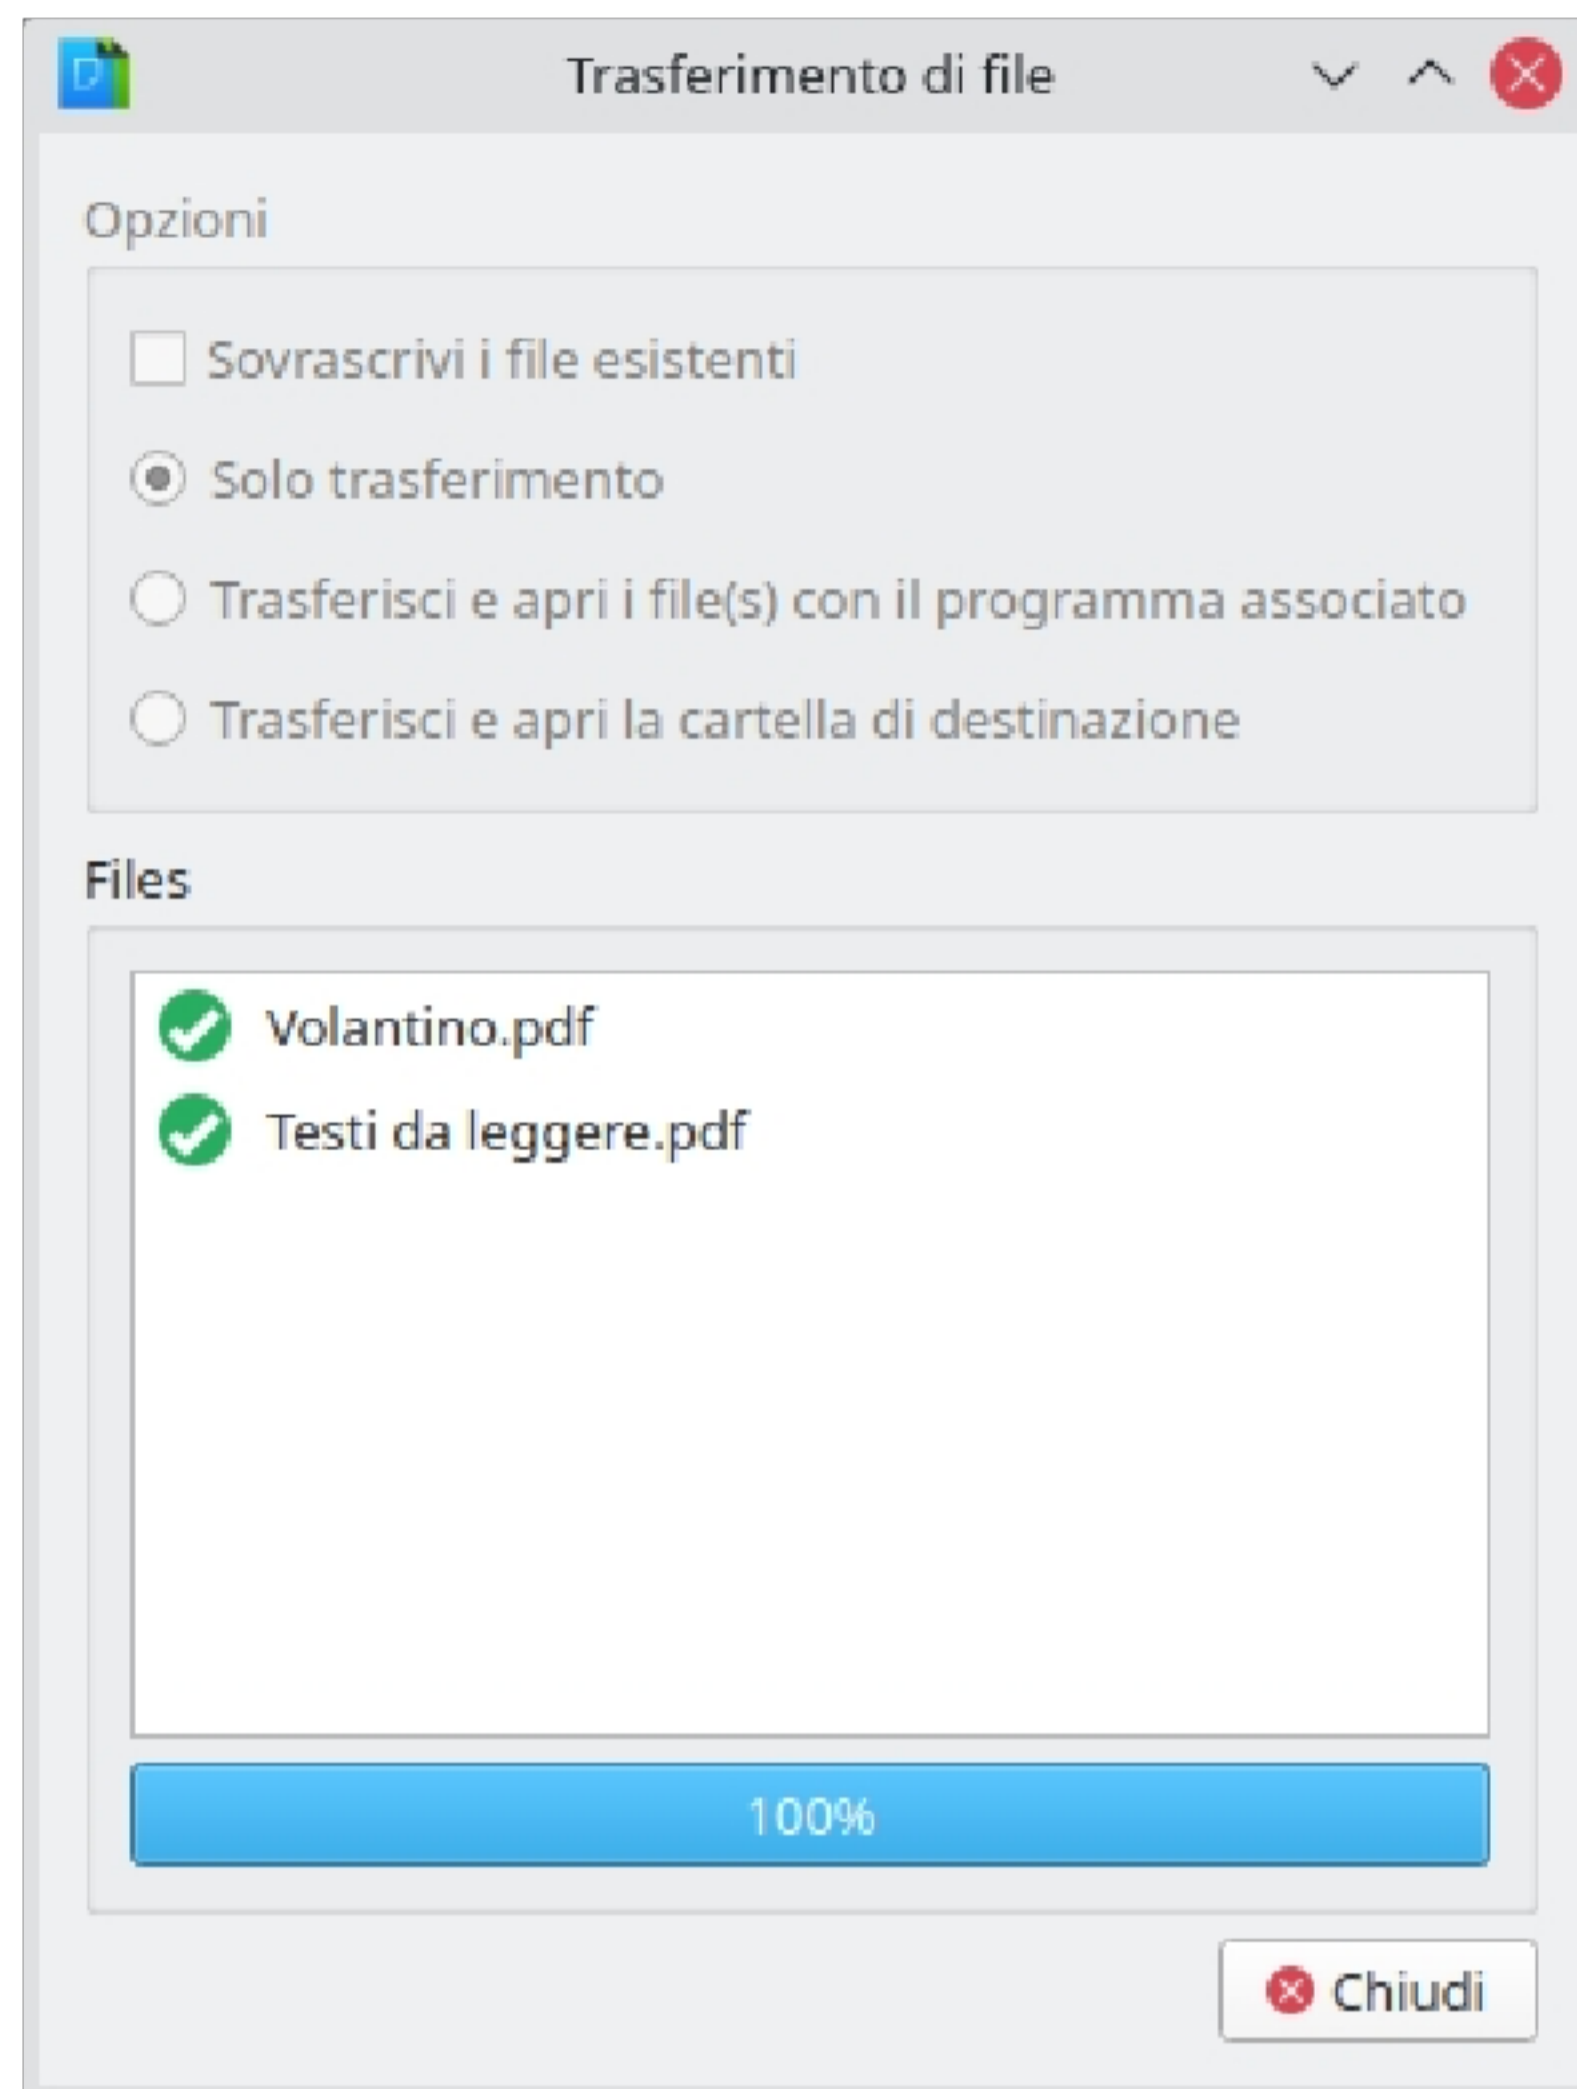 Trasferimento di file
Opzioni
Sovrascrivi i file esistenti
Solo trasferimento
Trasferisci e apri i file(s) con il programma associato
Trasferisci e apri la cartella di destinazione
Files
Volantino.pdf
Testi da leggere.pdf
100%
Chiudi